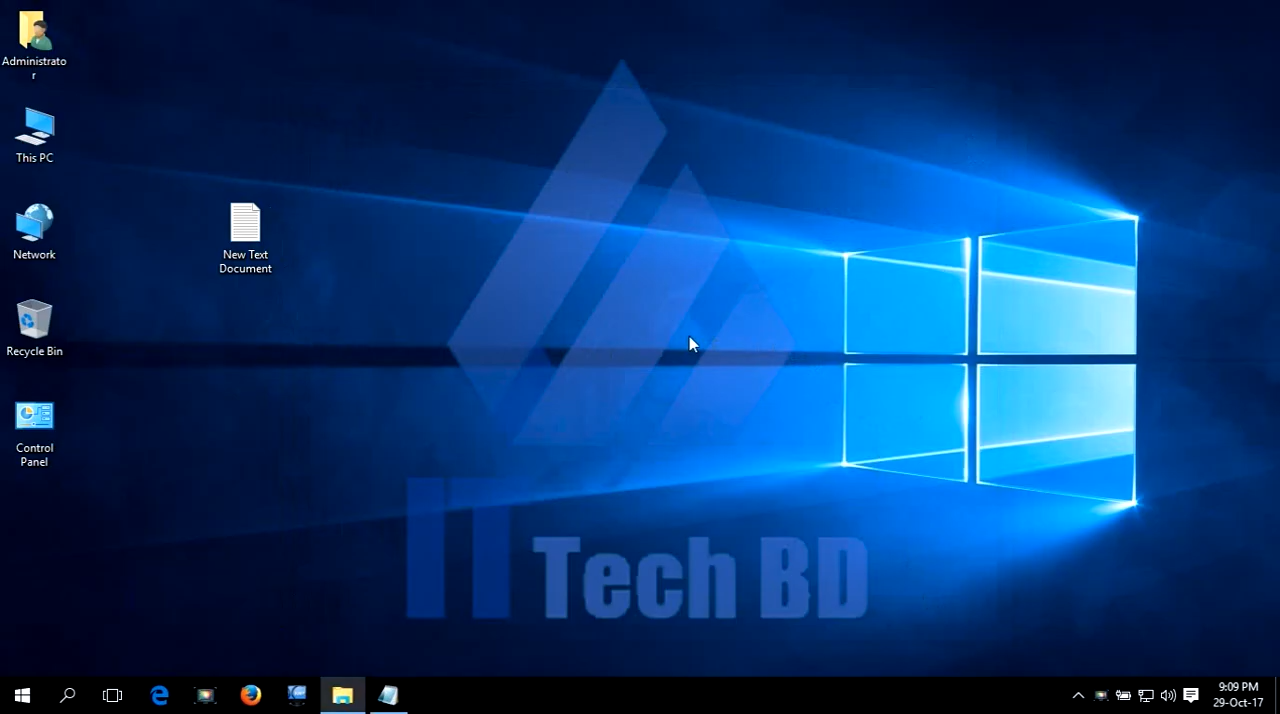 Administrato
r
This PC
Network
Recycle Bin
Control
Panel
New Text
Document
IT Tech BD
9:09 PM
29-Oct-17